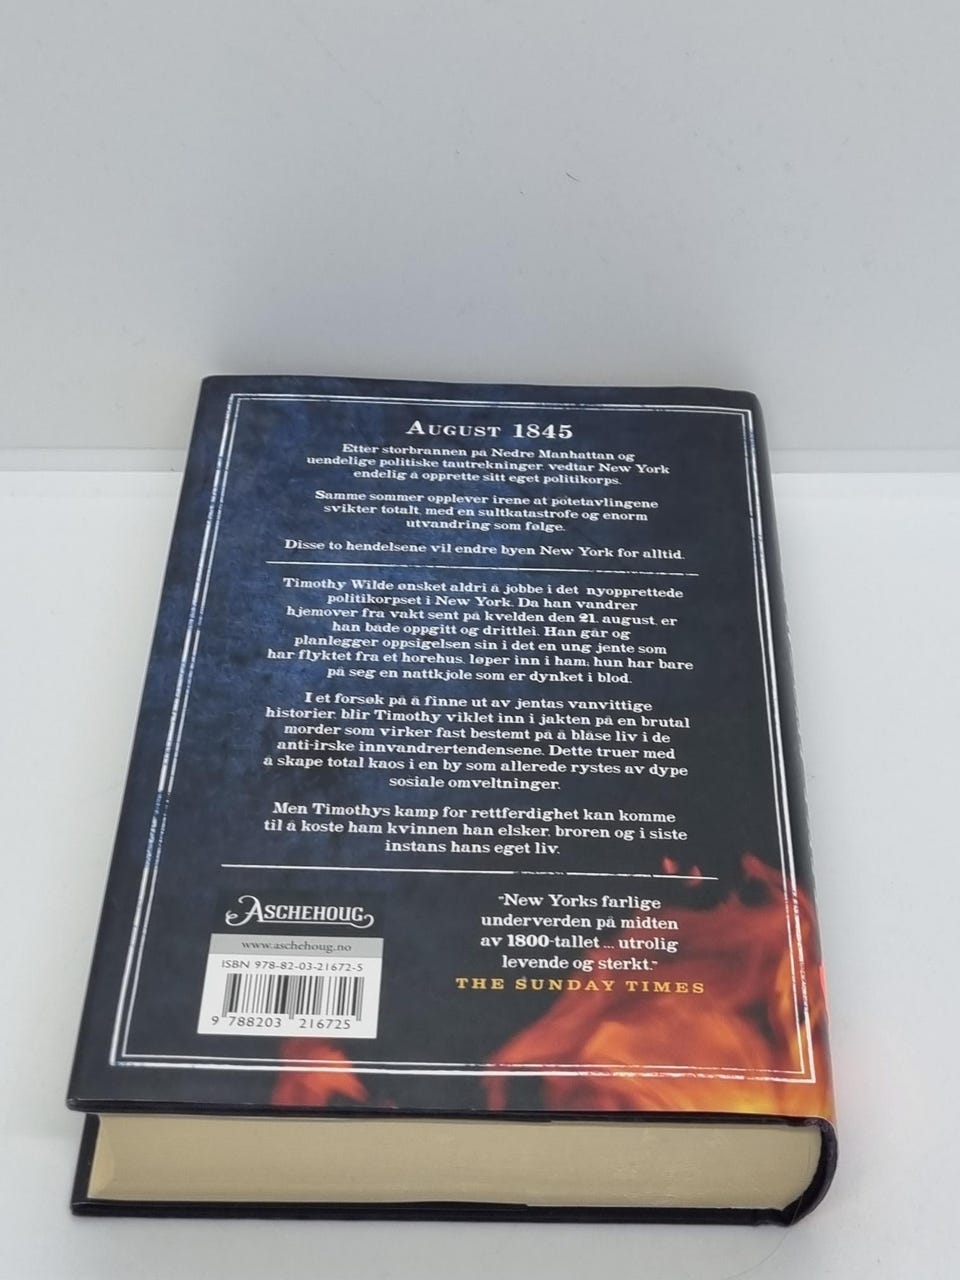 AUGUST 1845
Etter storbrannen på Nedre Manhattan og
uendelige politiske tautrekninger, vedtar New York
endelig å opprette sitt eget politikorps.
Samme sommer opplever irene at potetavlingene
svikter totalt, med en sultkatastrofe og enorm
utvandring som følge.
Disse to hendelsene vil endre byen New York for alltid.
Timothy Wilde ønsket aldri å jobbe i det nyopprettede
politikorpset i New York. Da han vandrer
hjemover fra vakt sent på kvelden den 21. august, er
han både oppgitt og drittlei. Han går og
planlegger oppsigelsen sin i det en ung jente som
har flyktet fra et horehus, løper inn i ham; hun har bare
på seg en nattkjole som er dynket i blod.
I et forsøk på å finne ut av jentas vanvittige
historier, blir Timothy viklet inn i jakten på en brutal
morder som virker fast bestemt på å blåse liv i de
anti-irske innvandrertendensene. Dette truer med
å skape total kaos i en by som allerede rystes av dype
sosiale omveltninger.
Men Timothys kamp for rettferdighet kan komme
til å koste ham kvinnen han elsker, broren og i siste
instans hans eget liv.
ASCHEHOUG
www.aschehoug.no
ISBN 978-82-03-21672-5
9 788203 216725
"New Yorks farlige
underverden på midten
av 1800-tallet ... utrolig
levende og sterkt."
THE SUNDAY TIMES